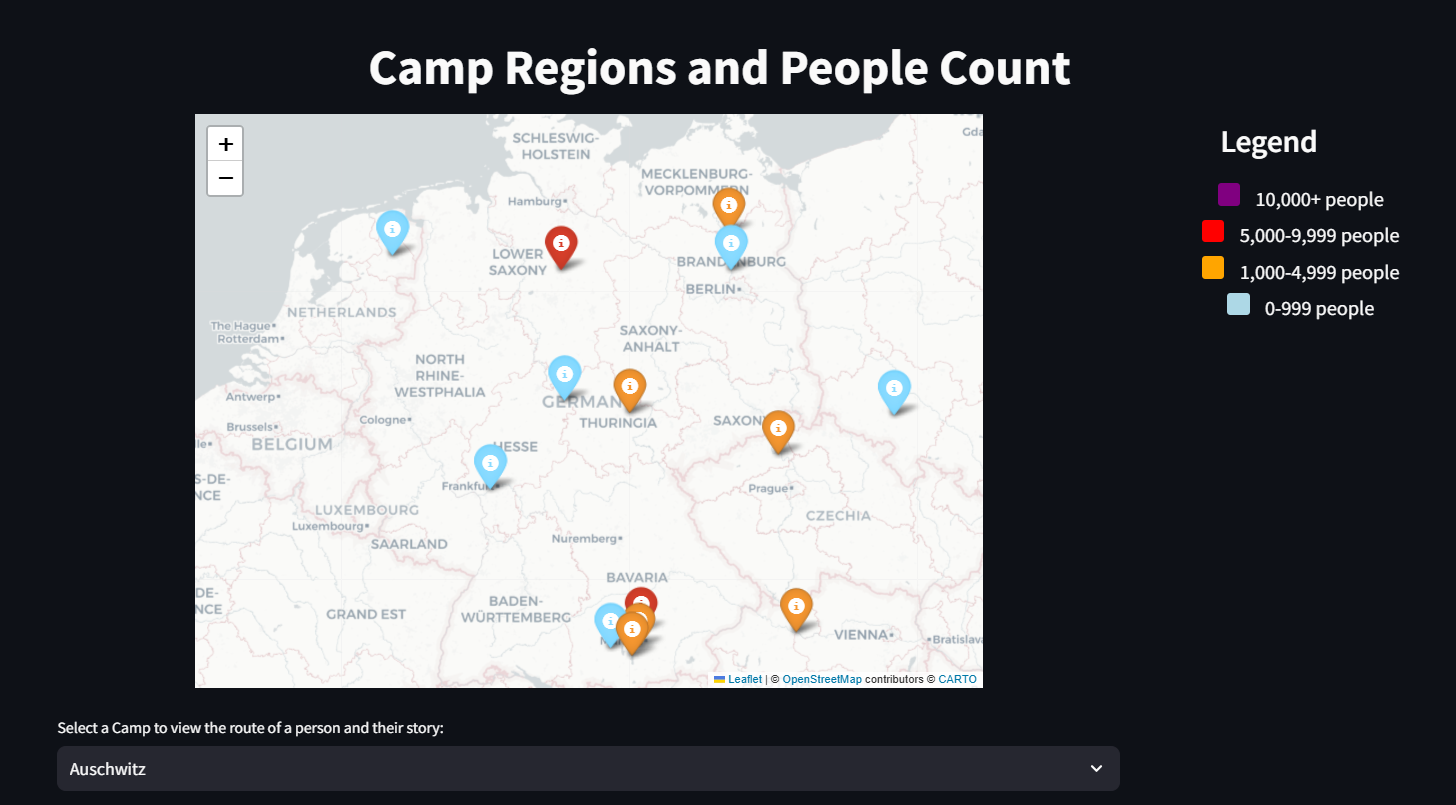 Camp Regions and People Count
+
−
SCHLESWIG-
HOLSTEIN
MECKLENBURG-
VORPOMMERN
Hamburg
LOWER
SAXONY
BRANDENBURG
BERLIN
NETHERLANDS
The Hague
Rotterdam
SAXONY-
ANHALT
NORTH
RHINE-
WESTPHALIA
Antwerp
GERMAN
THURINGIA
Cologne
SAXON
Brussels
BELGIUM
HESSE
Frankfu
S-DE-
NCE
Prague
LUXEMBOURG
Luxembourg
CZECHIA
SAARLAND
Nuremberg
BAVARIA
DE-
NCE
GRAND EST
BADEN-
WÜRTTEMBERG
VIENNA
Bratislava
Leaflet | © OpenStreetMap contributors © CARTO
Legend
10,000+ people
5,000-9,999 people
1,000-4,999 people
0-999 people
Select a Camp to view the route of a person and their story:
Auschwitz